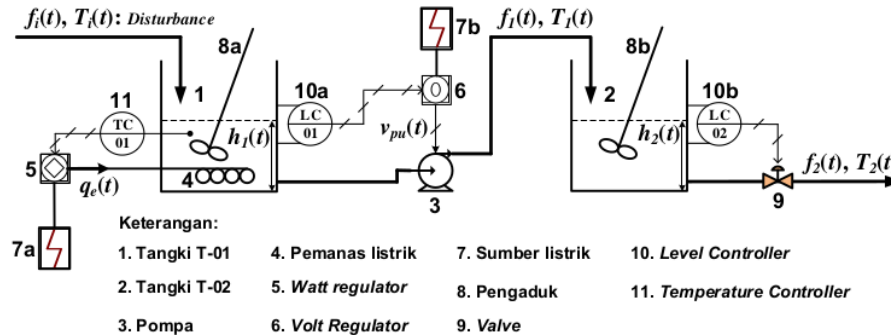 fi(t), Ti(t): Disturbance
8a
7b
f1(t), T1(t)
8b
11
1
10a
6
2
10b
TC
01
LC
01
h1(t)
vpu(t)
h2(t)
LC
02
5
qe(t)
4
3
9
f2(t), T2(t)
7a
Keterangan:
1. Tangki T-01 4. Pemanas listrik 7. Sumber listrik 10. Level Controller
2. Tangki T-02 5. Watt regulator 8. Pengaduk 11. Temperature Controller
3. Pompa 6. Volt Regulator 9. Valve